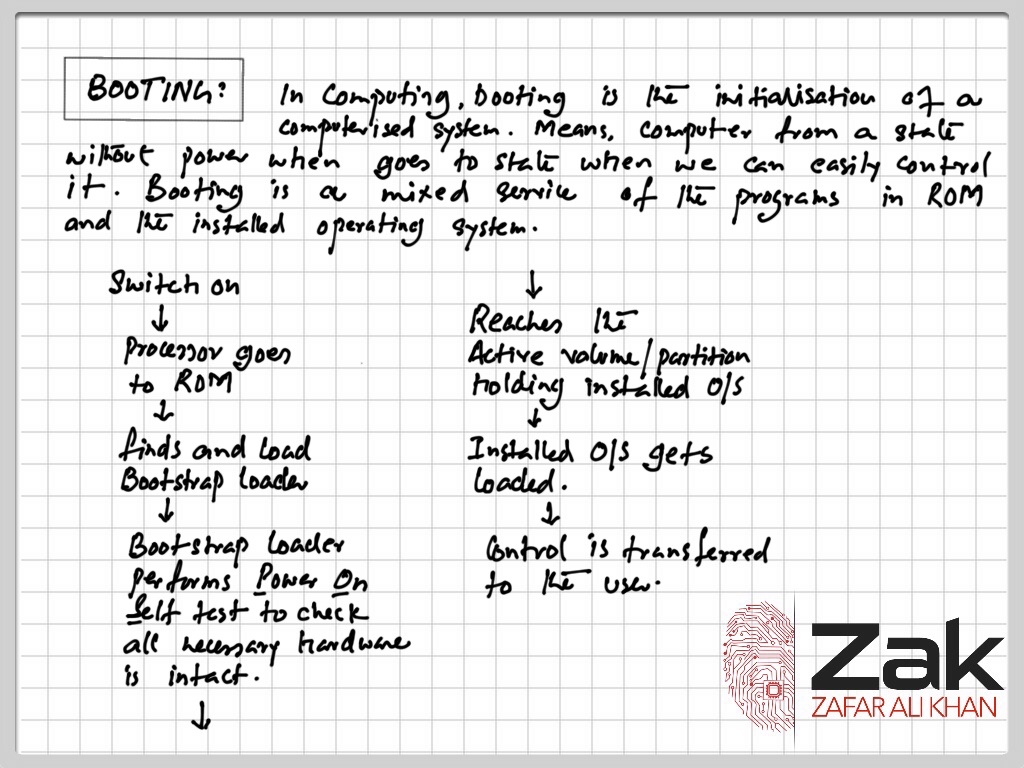 BOOTING: In computing, booting is the initialisation of a
computerised system. Means, computer from a state
without power when goes to state when we can easily control
it. Booting is a mixed service of the programs in ROM
and the installed operating system.
Switch on
↓
Processor goes
to ROM
↓
finds and load
Bootstrap loader
↓
Bootstrap loader
performs Power On
Self test to check
all necessary hardware
is intact.
↓
↓
Reaches the
Active volume/partition
holding installed O/S
↓
Installed O/S gets
loaded.
↓
Control is transferred
to the user.
Zak
ZAFAR ALI KHAN